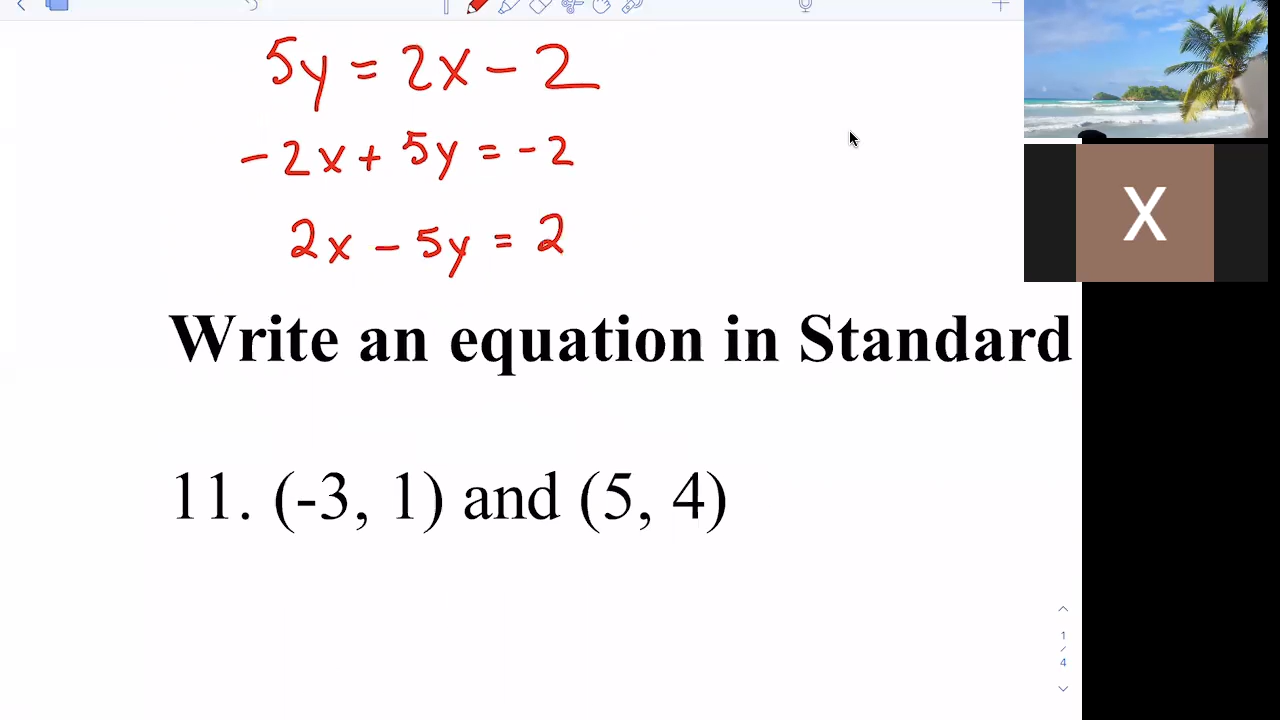 5y = 2x - 2
-2x + 5y = -2
2x - 5y = 2
X
Write an equation in Standard
11. (-3, 1) and (5, 4)
1
/
4